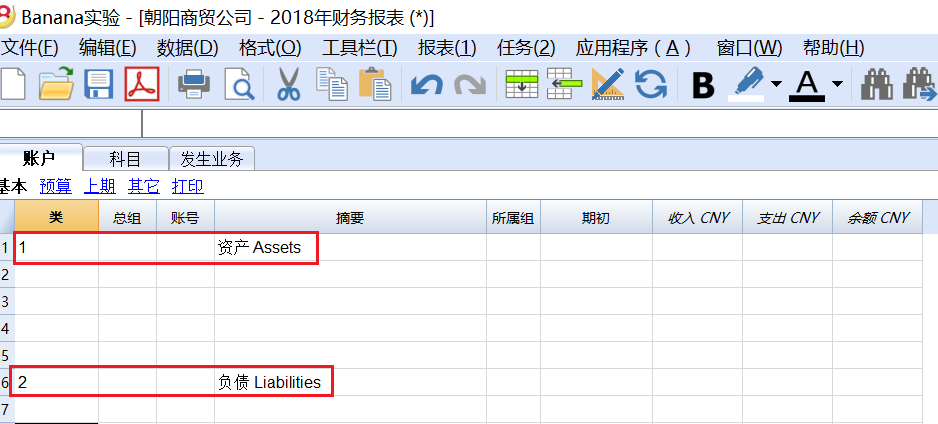 Banana实验 - [朝阳商贸公司 - 2018年财务报表 (*)]
文件(F) 编辑(E) 数据(D) 格式(O) 工具栏(T) 报表(1) 任务(2) 应用程序(A) 窗口(W) 帮助(H)
B A
账户 科目 发生业务
基本 预算 上期 其它 打印
类 总组 账号 摘要 所属组 期初 收入 CNY 支出 CNY 余额 CNY
1 1 资产 Assets
2
3
4
5
6 2 负债 Liabilities
7